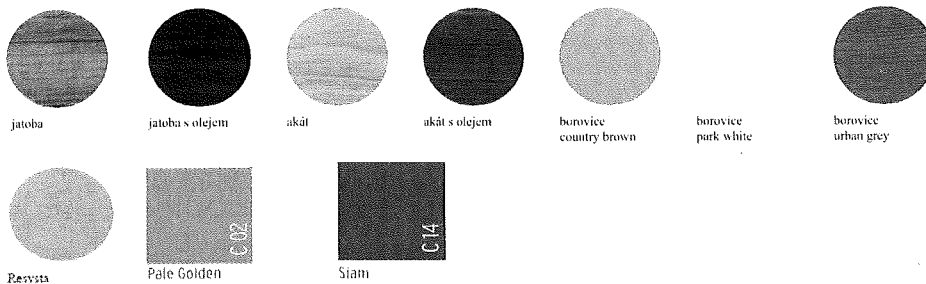 jatoba
jatoba s olejem
akát
akát s olejem
borovice
country brown
borovice
park white
borovice
urban grey
Resysta
C 02
Pale Golden
C 14
Siam